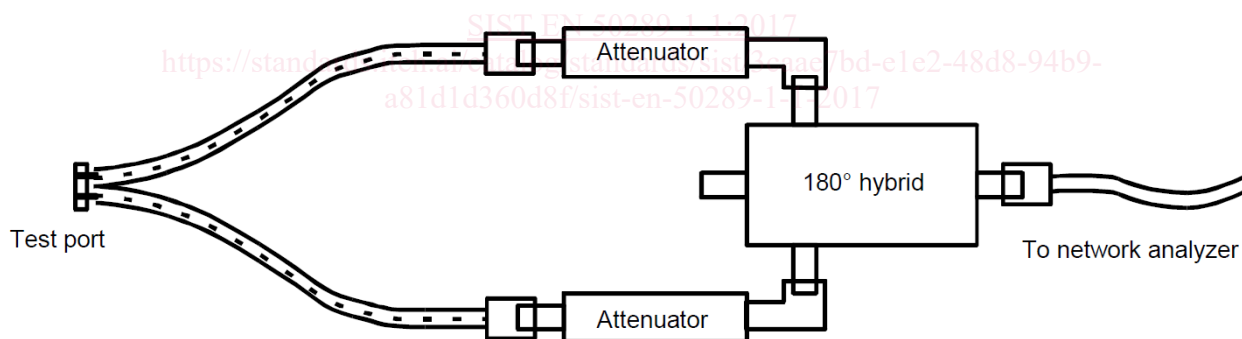 SIST EN 50289-1-1:2017
a81d1d360d8f/sist-en-50289-1-1-2017
Attenuator
180° hybrid
Test port
To network analyzer
Attenuator